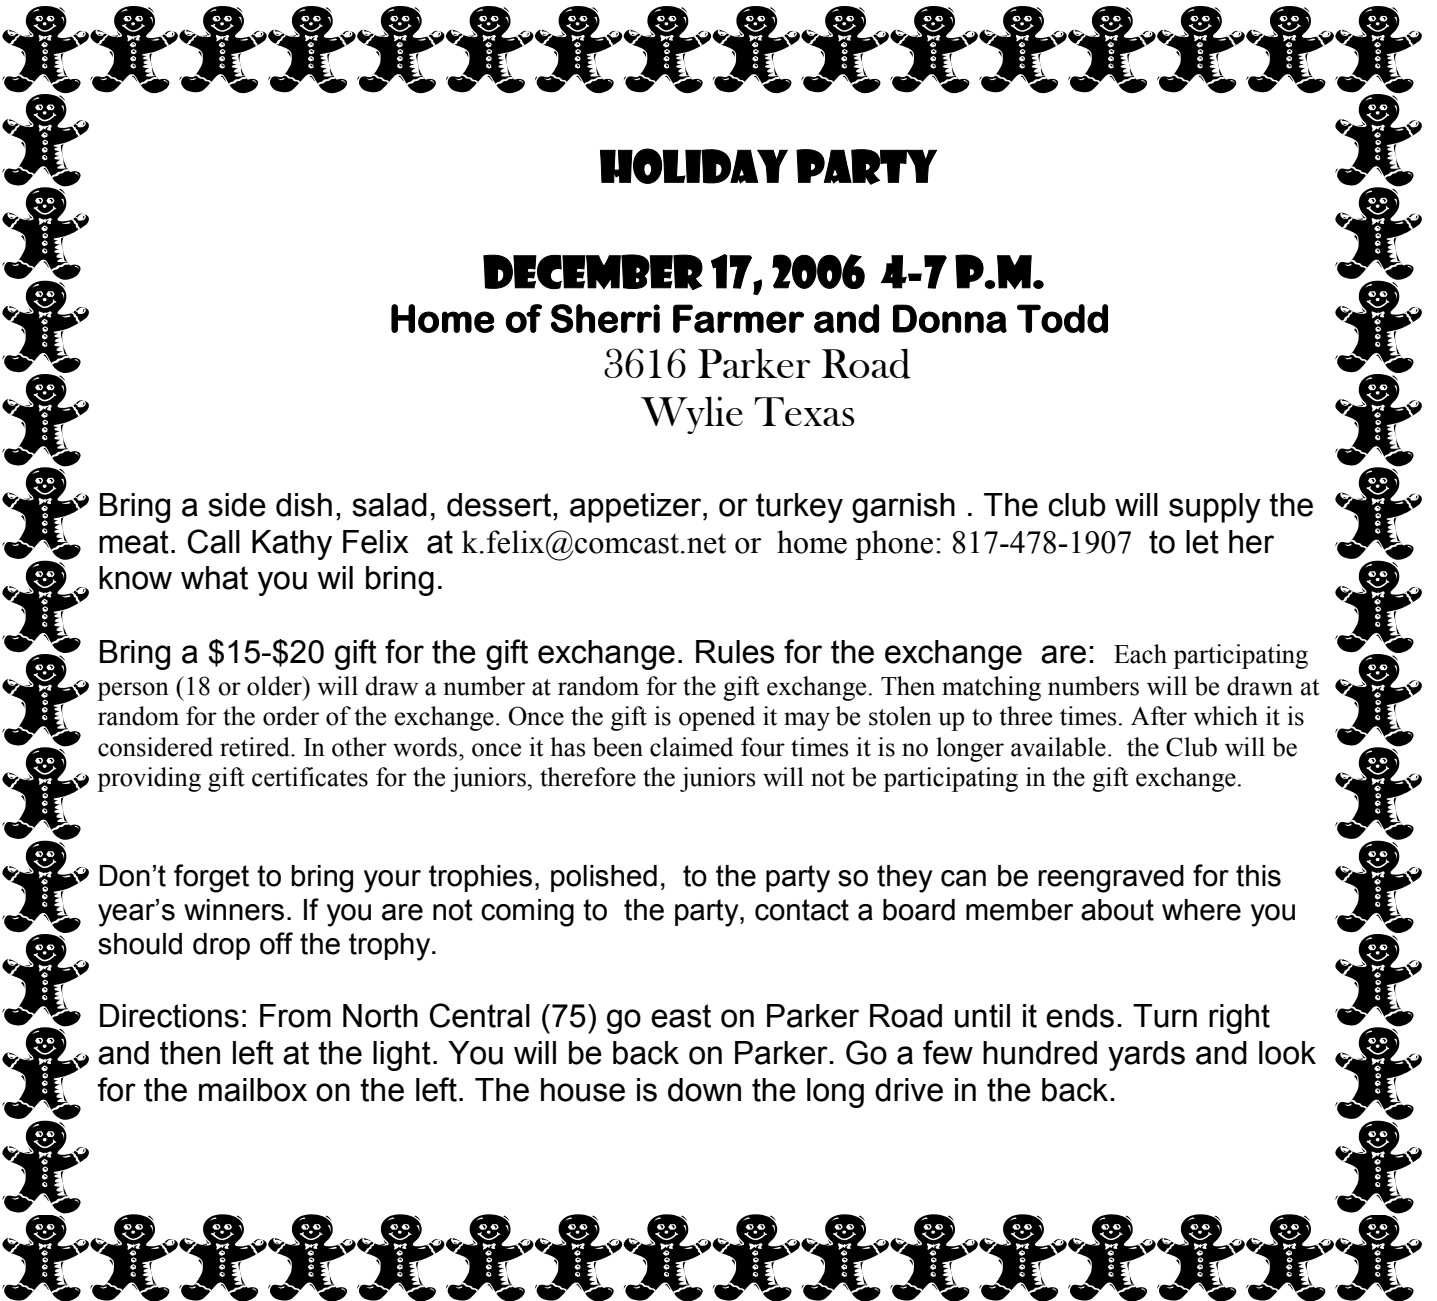 HOLIDAY PARTY
DECEMBER 17, 2006  4-7 P.M.
Home of Sherri Farmer and Donna Todd
3616 Parker Road
Wylie Texas
Bring a side dish, salad, dessert, appetizer, or turkey garnish . The club will supply the
meat. Call Kathy Felix  at k.felix@comcast.net or  home phone: 817-478-1907  to let her
know what you wil bring.
Bring a $15-$20 gift for the gift exchange. Rules for the exchange  are:  Each participating
person (18 or older) will draw a number at random for the gift exchange. Then matching numbers will be drawn at
random for the order of the exchange. Once the gift is opened it may be stolen up to three times. After which it is
considered retired. In other words, once it has been claimed four times it is no longer available.  the Club will be
providing gift certificates for the juniors, therefore the juniors will not be participating in the gift exchange.
Don’t forget to bring your trophies, polished,  to the party so they can be reengraved for this
year’s winners. If you are not coming to  the party, contact a board member about where you
should drop off the trophy.
Directions: From North Central (75) go east on Parker Road until it ends. Turn right
and then left at the light. You will be back on Parker. Go a few hundred yards and look
for the mailbox on the left. The house is down the long drive in the back.